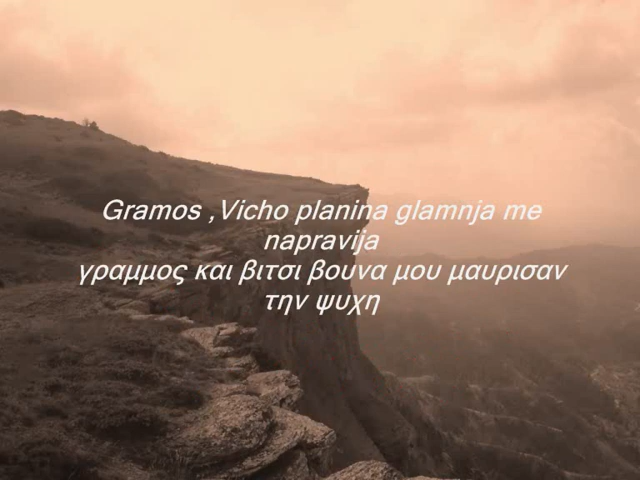 Gramos ,Vicho planina glamnja me
napravija
γραμμος και βιτσι βουνα μου μαυρισαν
την ψυχη